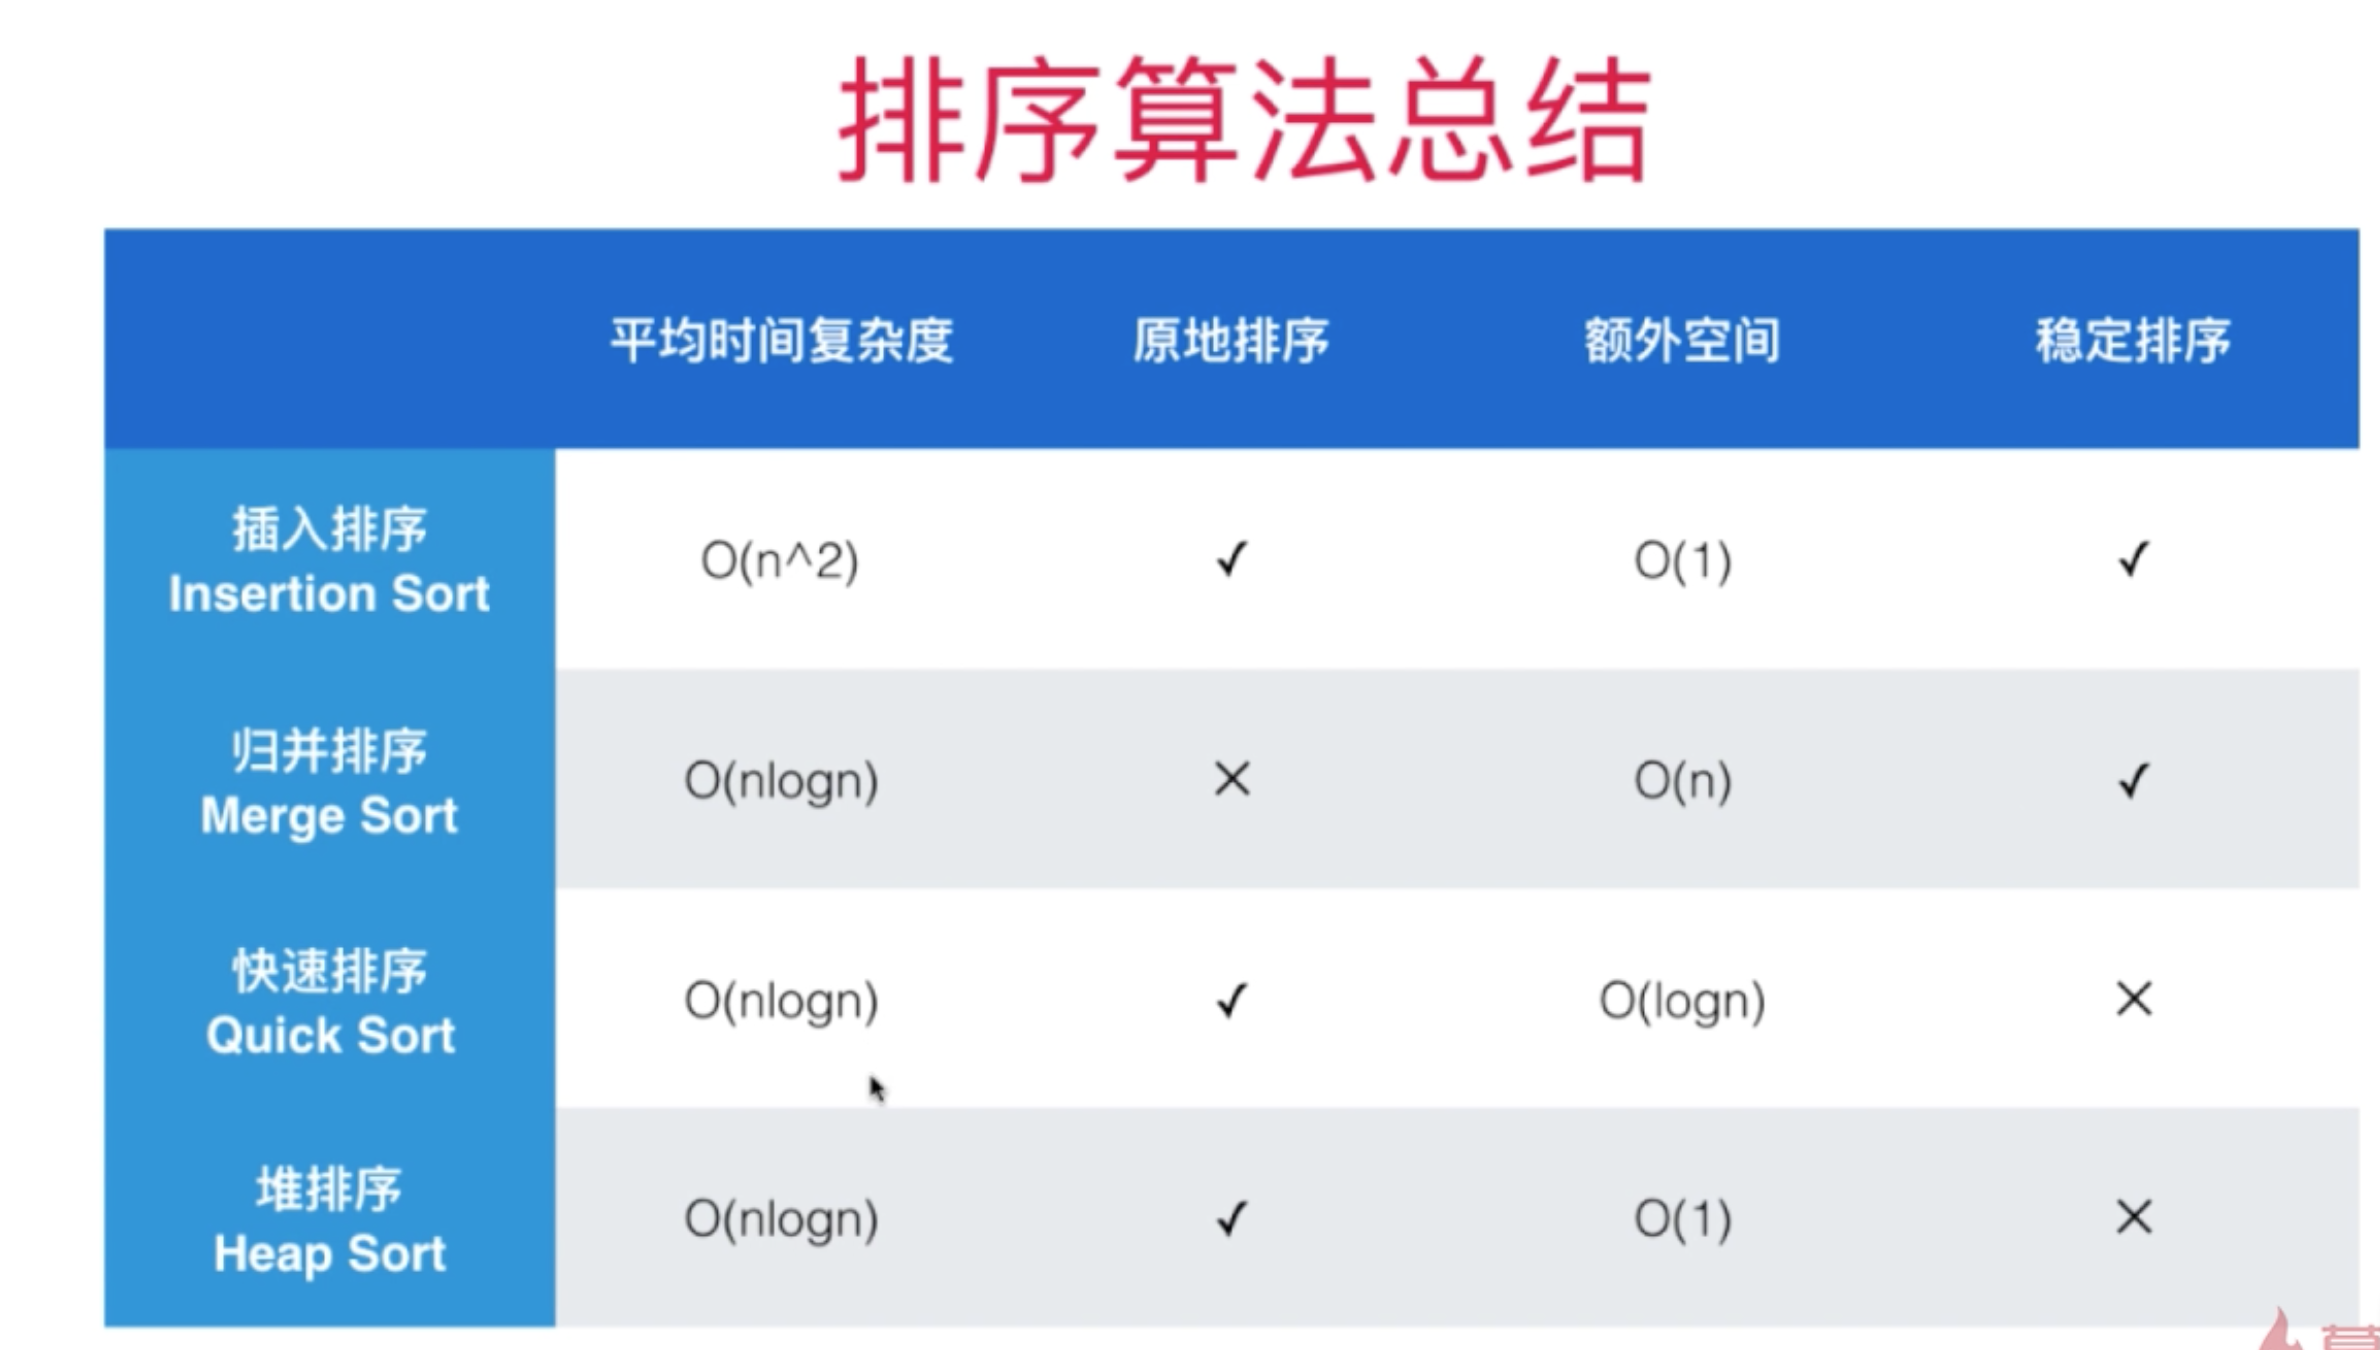 排序算法总结
平均时间复杂度 原地排序 额外空间 稳定排序
插入排序
Insertion Sort
O(n^2) ✓ O(1) ✓
归并排序
Merge Sort
O(nlogn) × O(n) ✓
快速排序
Quick Sort
O(nlogn) ✓ O(logn) ×
堆排序
Heap Sort
O(nlogn) ✓ O(1) ×